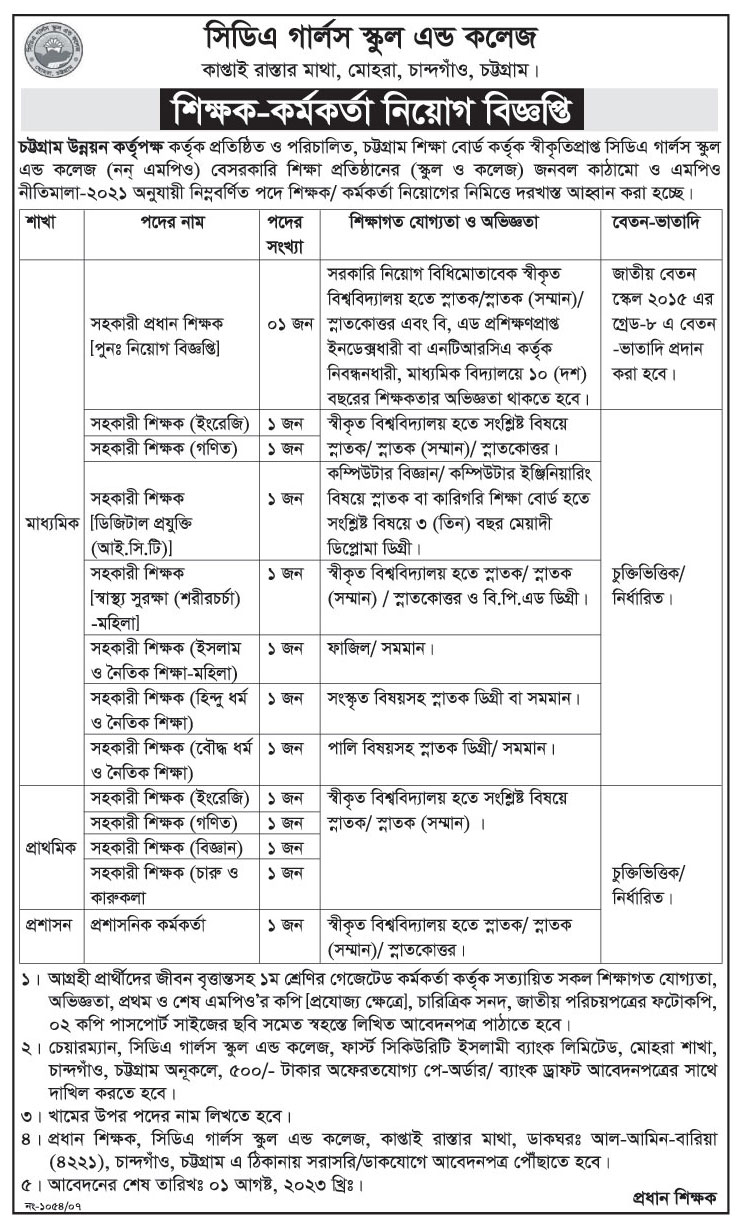 সিডিএ গার্লস স্কুল এন্ড কলেজ
কাপ্তাই রাস্তার মাথা, মোহরা, চান্দগাঁও, চট্টগ্রাম।
শিক্ষক-কর্মকর্তা নিয়োগ বিজ্ঞপ্তি
চট্টগ্রাম উন্নয়ন কর্তৃপক্ষ কর্তৃক প্রতিষ্ঠিত ও পরিচালিত, চট্টগ্রাম শিক্ষা বোর্ড কর্তৃক স্বীকৃতিপ্রাপ্ত সিডিএ গার্লস স্কুল
এন্ড কলেজ (নন্ এমপিও) বেসরকারি শিক্ষা প্রতিষ্ঠানের (স্কুল ও কলেজ) জনবল কাঠামো ও এমপিও
নীতিমালা-২০২১ অনুযায়ী নিম্নবর্ণিত পদে শিক্ষক/ কর্মকর্তা নিয়োগের নিমিত্তে দরখাস্ত আহ্বান করা হচ্ছে।
শাখা
পদের নাম
পদের
সংখ্যা
শিক্ষাগত যোগ্যতা ও অভিজ্ঞতা
বেতন-ভাতাদি
মাধ্যমিক
সহকারী প্রধান শিক্ষক
[পুনঃ নিয়োগ বিজ্ঞপ্তি]
০১ জন
সরকারি নিয়োগ বিধিমোতাবেক স্বীকৃত
বিশ্ববিদ্যালয় হতে স্নাতক/স্নাতক (সম্মান)/
স্নাতকোত্তর এবং বি, এড প্রশিক্ষণপ্রাপ্ত
ইনডেক্সধারী বা এনটিআরসিএ কর্তৃক
নিবন্ধনধারী, মাধ্যমিক বিদ্যালয়ে ১০ (দশ)
বছরের শিক্ষকতার অভিজ্ঞতা থাকতে হবে।
জাতীয় বেতন
স্কেল ২০১৫ এর
গ্রেড-৮ এ বেতন
-ভাতাদি প্রদান
করা হবে।
সহকারী শিক্ষক (ইংরেজি)
১ জন
সহকারী শিক্ষক (গণিত)
১ জন
স্বীকৃত বিশ্ববিদ্যালয় হতে সংশ্লিষ্ট বিষয়ে
স্নাতক/ স্নাতক (সম্মান)/ স্নাতকোত্তর।
সহকারী শিক্ষক
[ডিজিটাল প্রযুক্তি
(আই.সি.টি)]
১ জন
কম্পিউটার বিজ্ঞান/ কম্পিউটার ইঞ্জিনিয়ারিং
বিষয়ে স্নাতক বা কারিগরি শিক্ষা বোর্ড হতে
সংশ্লিষ্ট বিষয়ে ৩ (তিন) বছর মেয়াদী
ডিপ্লোমা ডিগ্রী।
সহকারী শিক্ষক
[স্বাস্থ্য সুরক্ষা (শরীরচর্চা)
-মহিলা]
১ জন
স্বীকৃত বিশ্ববিদ্যালয় হতে স্নাতক/ স্নাতক
(সম্মান) / স্নাতকোত্তর ও বি.পি.এড ডিগ্রী।
চুক্তিভিত্তিক/
নির্ধারিত।
সহকারী শিক্ষক (ইসলাম
ও নৈতিক শিক্ষা-মহিলা)
১ জন
ফাজিল/ সমমান।
সহকারী শিক্ষক (হিন্দু ধর্ম
ও নৈতিক শিক্ষা)
১ জন
সংস্কৃত বিষয়সহ স্নাতক ডিগ্রী বা সমমান।
সহকারী শিক্ষক (বৌদ্ধ ধর্ম
ও নৈতিক শিক্ষা)
১ জন
পালি বিষয়সহ স্নাতক ডিগ্রী/ সমমান।
প্রাথমিক
সহকারী শিক্ষক (ইংরেজি)
১ জন
সহকারী শিক্ষক (গণিত)
১ জন
সহকারী শিক্ষক (বিজ্ঞান)
১ জন
সহকারী শিক্ষক (চারু ও
কারুকলা
১ জন
স্বীকৃত বিশ্ববিদ্যালয় হতে সংশ্লিষ্ট বিষয়ে
স্নাতক/ স্নাতক (সম্মান) ।
চুক্তিভিত্তিক/
নির্ধারিত।
প্রশাসন
প্রশাসনিক কর্মকর্তা
১ জন
স্বীকৃত বিশ্ববিদ্যালয় হতে স্নাতক/ স্নাতক
(সম্মান)/ স্নাতকোত্তর।
১। আগ্রহী প্রার্থীদের জীবন বৃত্তান্তসহ ১ম শ্রেণির গেজেটেড কর্মকর্তা কর্তৃক সত্যায়িত সকল শিক্ষাগত যোগ্যতা,
অভিজ্ঞতা, প্রথম ও শেষ এমপিও'র কপি [প্রযোজ্য ক্ষেত্রে], চারিত্রিক সনদ, জাতীয় পরিচয়পত্রের ফটোকপি,
০২ কপি পাসপোর্ট সাইজের ছবি সমেত স্বহস্তে লিখিত আবেদনপত্র পাঠাতে হবে।
২। চেয়ারম্যান, সিডিএ গার্লস স্কুল এন্ড কলেজ, ফার্স্ট সিকিউরিটি ইসলামী ব্যাংক লিমিটেড, মোহরা শাখা,
চান্দগাঁও, চট্টগ্রাম অনূকলে, ৫০০/- টাকার অফেরতযোগ্য পে-অর্ডার/ ব্যাংক ড্রাফট আবেদনপত্রের সাথে
দাখিল করতে হবে।
৩। খামের উপর পদের নাম লিখতে হবে।
৪। প্রধান শিক্ষক, সিডিএ গার্লস স্কুল এন্ড কলেজ, কাপ্তাই রাস্তার মাথা, ডাকঘরঃ আল-আমিন-বারিয়া
(৪২২১), চান্দগাঁও, চট্টগ্রাম এ ঠিকানায় সরাসরি/ডাকযোগে আবেদনপত্র পৌঁছাতে হবে।
৫। আবেদনের শেষ তারিখঃ ০১ আগষ্ট, ২০২৩ খ্রিঃ।
প্রধান শিক্ষক
নং-১০৫৪/০৭